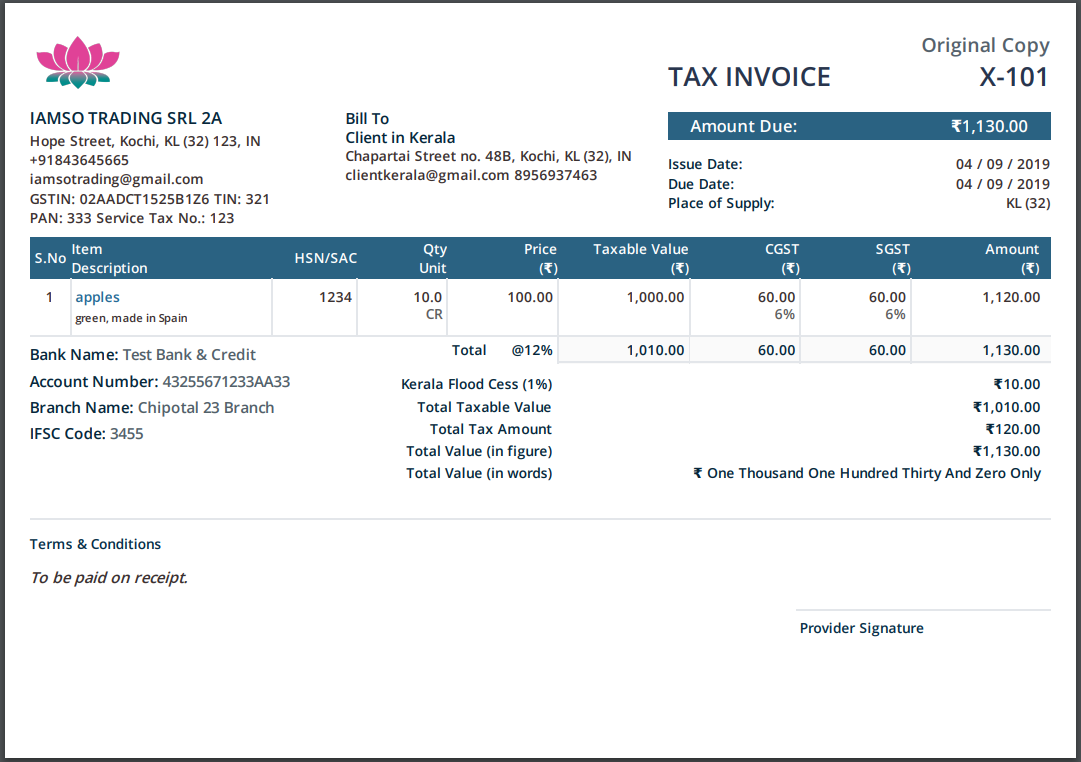 Original Copy
TAX INVOICE X-101
IAMSO TRADING SRL 2A
Hope Street, Kochi, KL (32) 123, IN
+91843645665
iamsotrading@gmail.com
GSTIN: 02AADCT1525B1Z6 TIN: 321
PAN: 333 Service Tax No.: 123
Bill To
Client in Kerala
Chapartai Street no. 48B, Kochi, KL (32), IN
clientkerala@gmail.com 8956937463
Amount Due: ₹1,130.00
Issue Date: 04 / 09 / 2019
Due Date: 04 / 09 / 2019
Place of Supply: KL (32)
S.No Item Description HSN/SAC Qty Unit Price (₹) Taxable Value (₹) CGST (₹) SGST (₹) Amount (₹)
1 apples 1234 10.0 100.00 1,000.00 60.00 60.00 1,120.00
green, made in Spain CR 6% 6%
Total @12% 1,010.00 60.00 60.00 1,130.00
Bank Name: Test Bank & Credit
Account Number: 43255671233AA33
Branch Name: Chipotal 23 Branch
IFSC Code: 3455
Kerala Flood Cess (1%) ₹10.00
Total Taxable Value ₹1,010.00
Total Tax Amount ₹120.00
Total Value (in figure) ₹1,130.00
Total Value (in words) ₹ One Thousand One Hundred Thirty And Zero Only
Terms & Conditions
To be paid on receipt.
Provider Signature